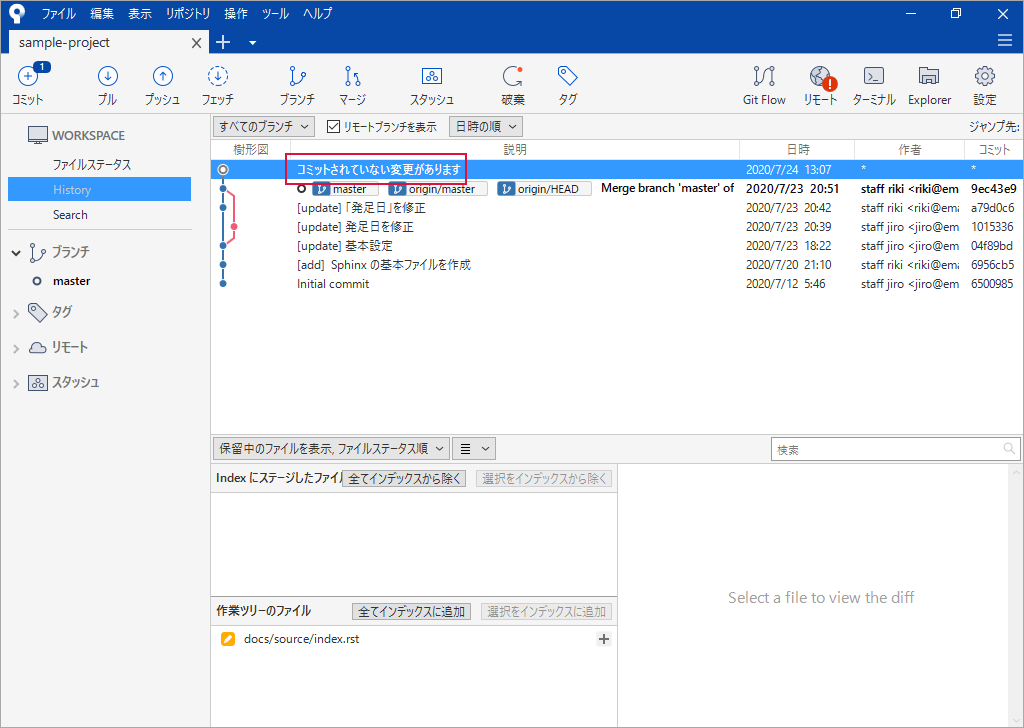 ファイル 編集 表示 リポジトリ 操作 ツール ヘルプ
sample-project
1
コミット プル プッシュ フェッチ ブランチ マージ スタッシュ 破棄 タグ Git Flow リモート ターミナル Explorer 設定
WORKSPACE
ファイルステータス
History
Search
ブランチ
master
タグ
リモート
スタッシュ
すべてのブランチ リモートブランチを表示 日時の順 ジャンプ先:
樹形図 説明 日時 作者 コミット
コミットされていない変更があります 2020/7/24 13:07 * *
master origin/master origin/HEAD Merge branch 'master' of 2020/7/23 20:51 staff riki <riki@em 9ec43e9
[update] 「発足日」を修正 2020/7/23 20:42 staff riki <riki@ema a79d0c6
[update] 発足日を修正 2020/7/23 20:39 staff jiro <jiro@em 1015336
[update] 基本設定 2020/7/23 18:22 staff jiro <jiro@em 04f89bd
[add] Sphinx の基本ファイルを作成 2020/7/20 21:10 staff riki <riki@ema 6956cb5
Initial commit 2020/7/12 5:46 staff jiro <jiro@em 6500985
保留中のファイルを表示, ファイルステータス順 検索
Index にステージしたファイル 全てインデックスから除く 選択をインデックスから除く
Select a file to view the diff
作業ツリーのファイル 全てインデックスに追加 選択をインデックスに追加
docs/source/index.rst